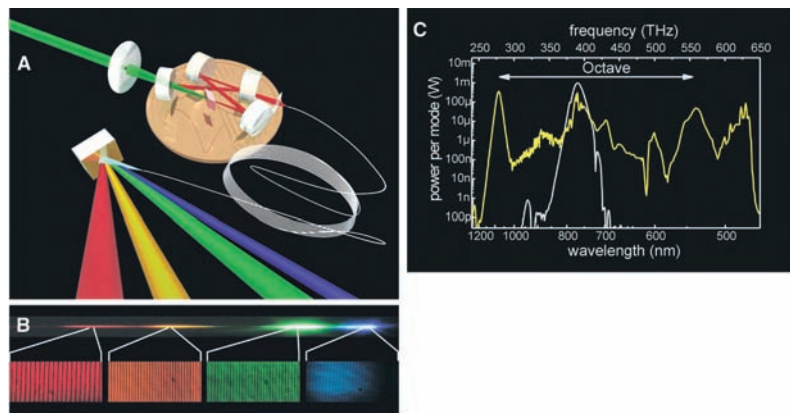 A
B
C
frequency (THz)
250 300 350 400 450 500 550 600 650
Octave
power per mode (W)
10m
1m
100µ
10µ
1µ
100n
10n
1n
100p
1200 1000 800 700 600 500
wavelength (nm)